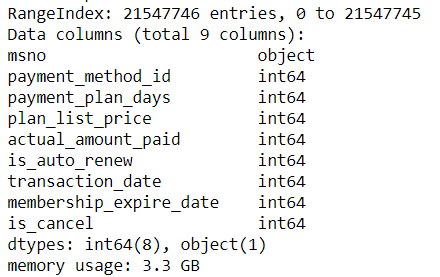 RangeIndex: 21547746 entries, 0 to 21547745
Data columns (total 9 columns):
msno object
payment_method_id int64
payment_plan_days int64
plan_list_price int64
actual_amount_paid int64
is_auto_renew int64
transaction_date int64
membership_expire_date int64
is_cancel int64
dtypes: int64(8), object(1)
memory usage: 3.3 GB